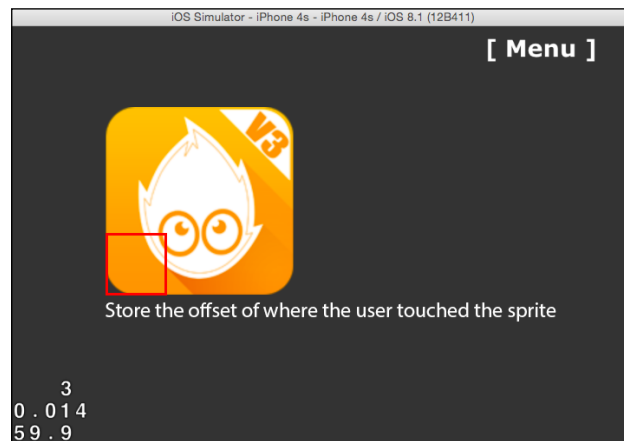 iOS Simulator - iPhone 4s - iPhone 4s / iOS 8.1 (12B411)
[ Menu ]
V3
Store the offset of where the user touched the sprite
3
0.014
59.9